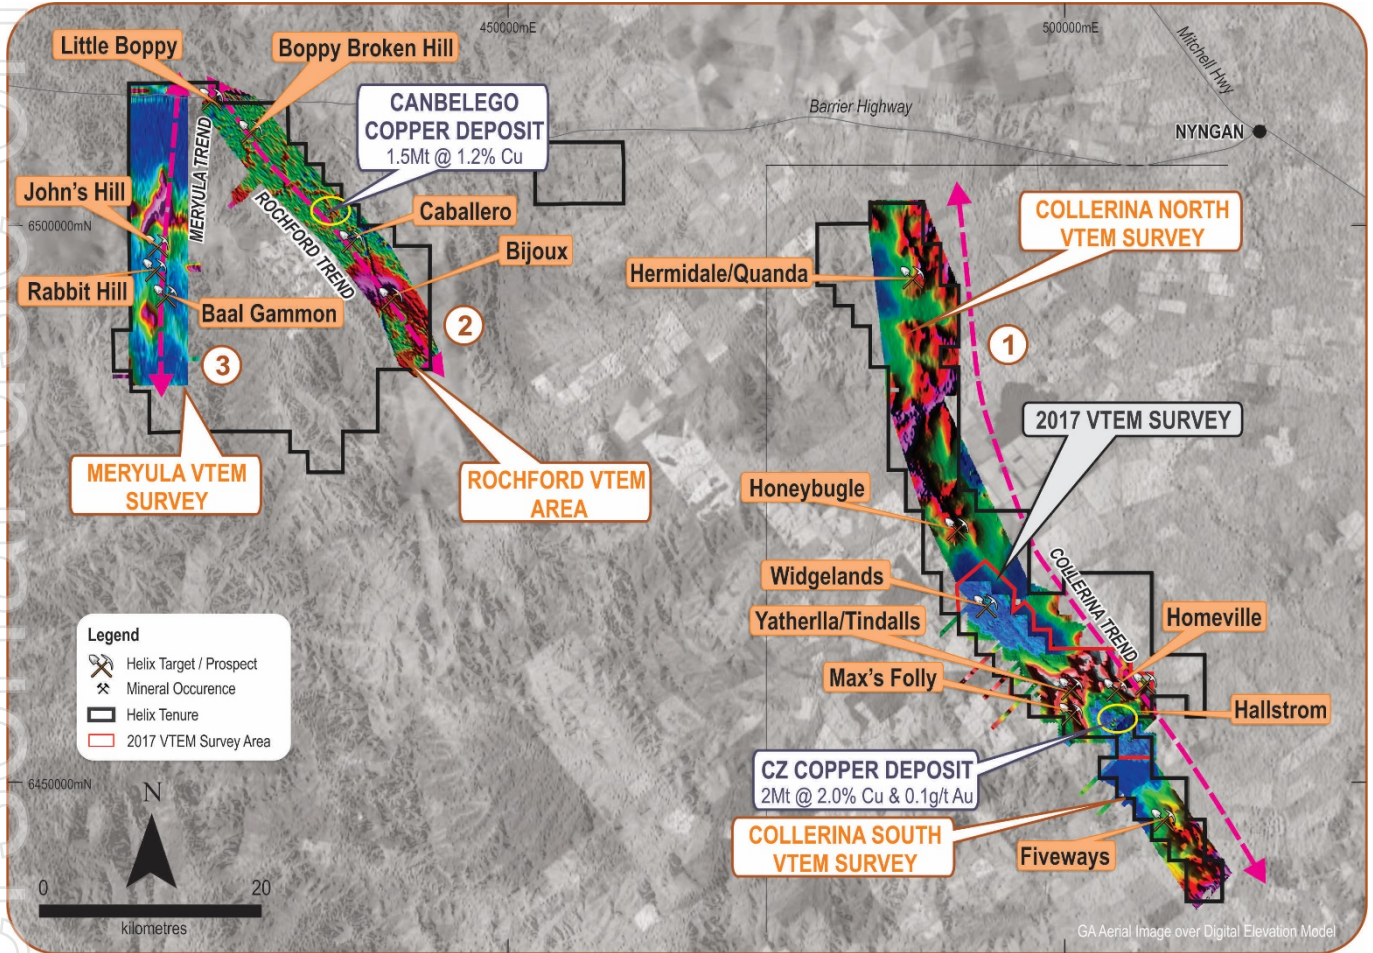 450000mE
500000mE
Mitchell Hwy
Little Boppy
Boppy Broken Hill
CANBELEGO
COPPER DEPOSIT
1.5Mt @ 1.2% Cu
Barrier Highway
NYNGAN
MERYULA TREND
John's Hill
ROCHFORD TREND
Caballero
Bijoux
6500000mN
COLLERINA NORTH
VTEM SURVEY
Hermidale/Quanda
Rabbit Hill
Baal Gammon
2
1
3
2017 VTEM SURVEY
MERYULA VTEM
SURVEY
ROCHFORD VTEM
AREA
Honeybugle
COLLERINA TREND
Widgelands
Yatherlla/Tindalls
Homeville
Max's Folly
Hallstrom
Legend
Helix Target / Prospect
Mineral Occurence
Helix Tenure
2017 VTEM Survey Area
CZ COPPER DEPOSIT
2Mt @ 2.0% Cu & 0.1g/t Au
6450000mN
N
COLLERINA SOUTH
VTEM SURVEY
Fiveways
0 20
kilometres
GA Aerial Image over Digital Elevation Model